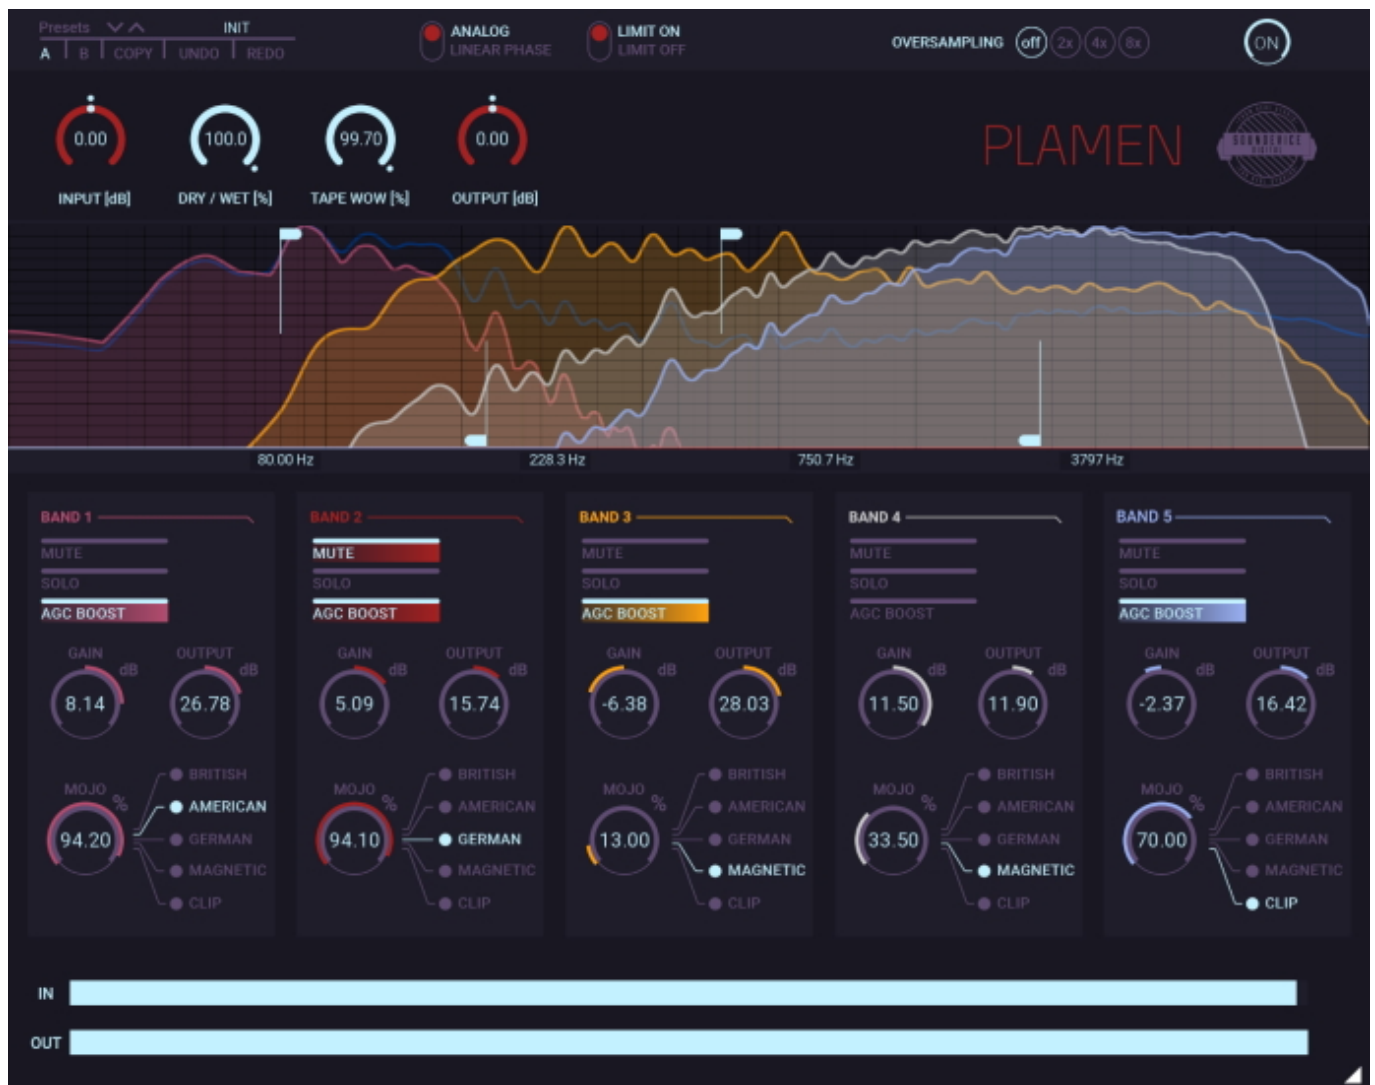 Presets INIT
A B COPY UNDO REDO
ANALOG
LINEAR PHASE
LIMIT ON
LIMIT OFF
OVERSAMPLING off 2x 4x 8x
ON
0.00 100.0 99.70 0.00
INPUT [dB] DRY / WET [%] TAPE WOW [%] OUTPUT [dB]
PLAMEN
SOUNDEVICE
DIGITAL
80.00 Hz 228.3 Hz 750.7 Hz 3797 Hz
BAND 1 BAND 2 BAND 3 BAND 4 BAND 5
MUTE MUTE MUTE MUTE MUTE
SOLO SOLO SOLO SOLO SOLO
AGC BOOST AGC BOOST AGC BOOST AGC BOOST AGC BOOST
GAIN OUTPUT GAIN OUTPUT GAIN OUTPUT GAIN OUTPUT GAIN OUTPUT
dB dB dB dB dB dB dB dB dB dB
8.14 26.78 5.09 15.74 -6.38 28.03 11.50 11.90 -2.37 16.42
BRITISH BRITISH BRITISH BRITISH BRITISH
MOJO % MOJO % MOJO % MOJO % MOJO %
AMERICAN AMERICAN AMERICAN AMERICAN AMERICAN
94.20 GERMAN 94.10 GERMAN 13.00 GERMAN 33.50 GERMAN 70.00 GERMAN
MAGNETIC MAGNETIC MAGNETIC MAGNETIC MAGNETIC
CLIP CLIP CLIP CLIP CLIP
IN
OUT